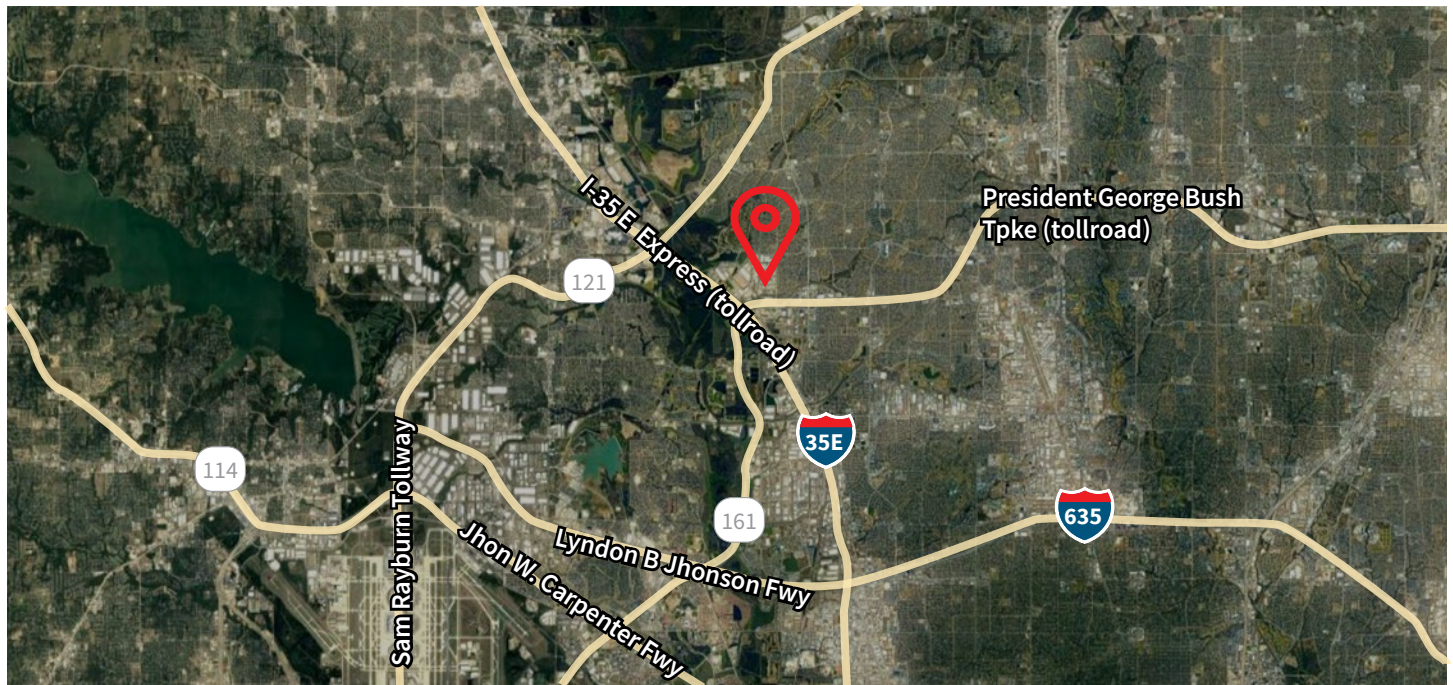 I-35 E Express (tollroad)
President George Bush
Tpke (tollroad)
121
35E
114
Sam Rayburn Tollway
161
635
Lyndon B Jhonson Fwy
Jhon W. Carpenter Fwy